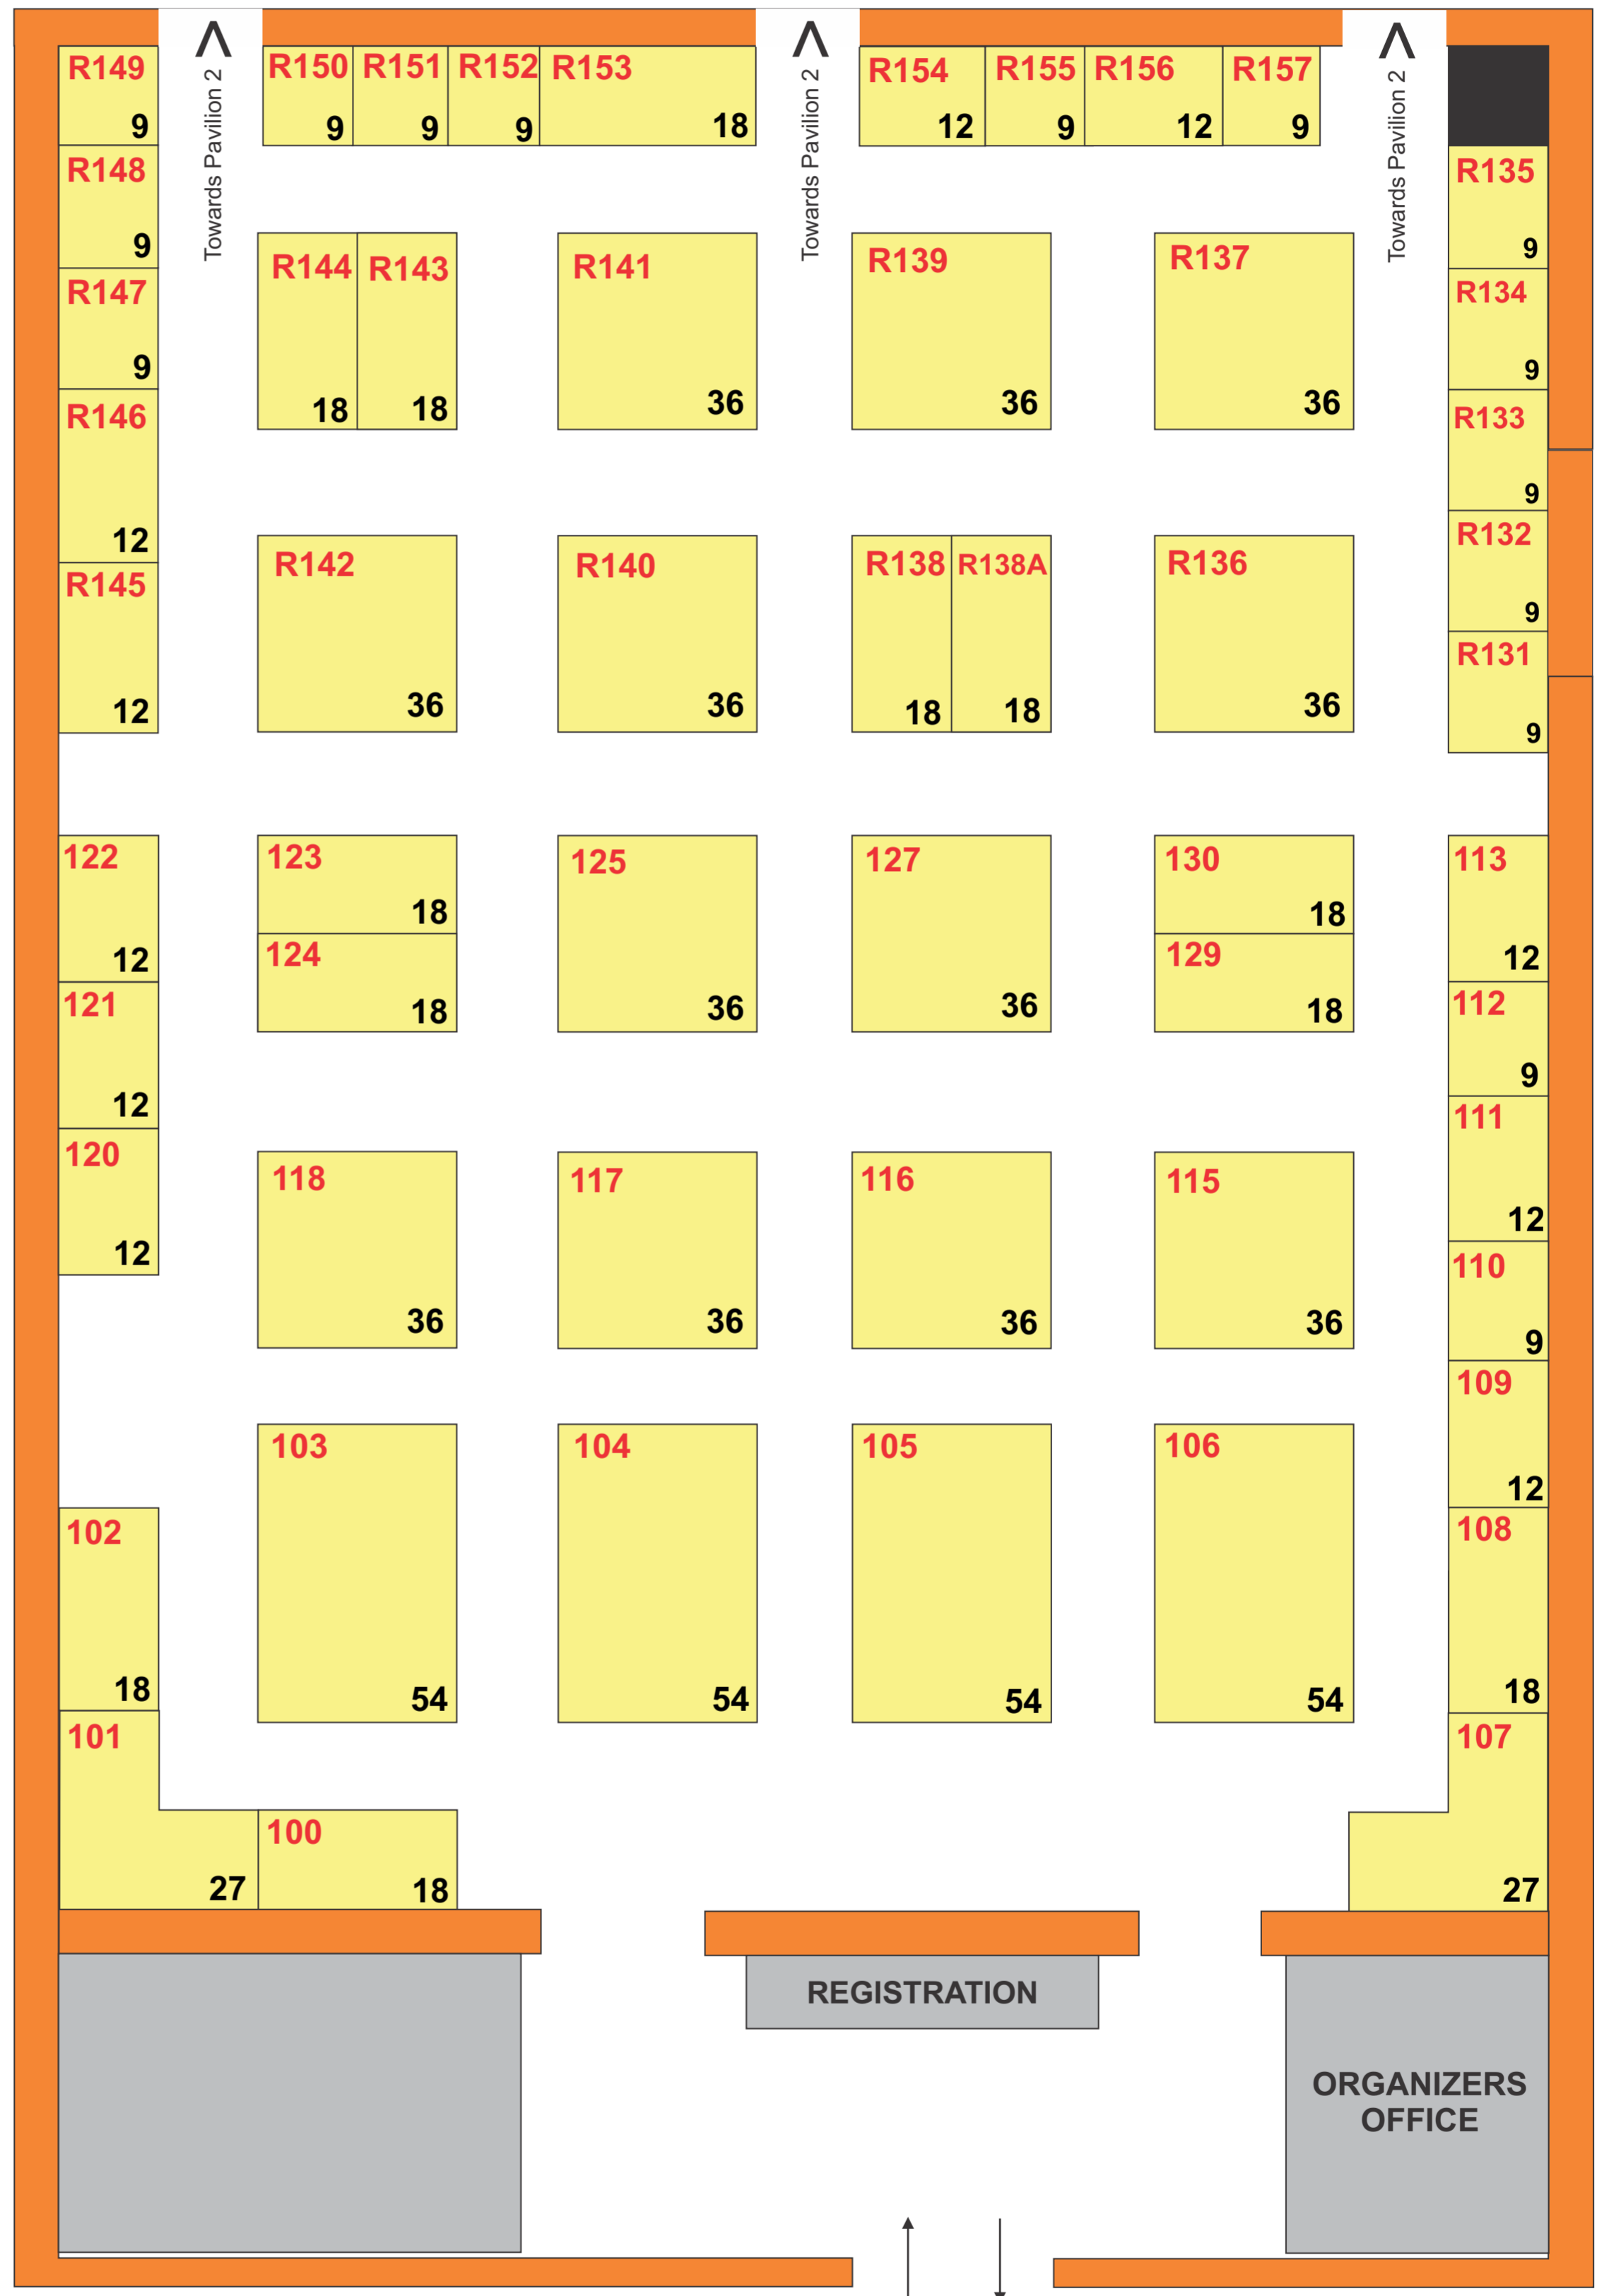 R149
9
Towards Pavilion 2
R150
9
R151
9
R152
9
R153
18
Towards Pavilion 2
R154
12
R155
9
R156
12
R157
9
Towards Pavilion 2
R148
9
R147
9
R146
12
R145
12
R144
18
R143
18
R141
36
R139
36
R137
36
R135
9
R134
9
R133
9
R132
9
R131
9
R142
36
R140
36
R138
18
R138A
18
R136
36
122
12
121
12
120
12
123
18
124
18
125
36
127
36
130
18
129
18
113
12
112
9
111
12
110
9
109
12
108
18
107
27
118
36
117
36
116
36
115
36
103
54
104
54
105
54
106
54
102
18
101
27
100
18
REGISTRATION
ORGANIZERS
OFFICE